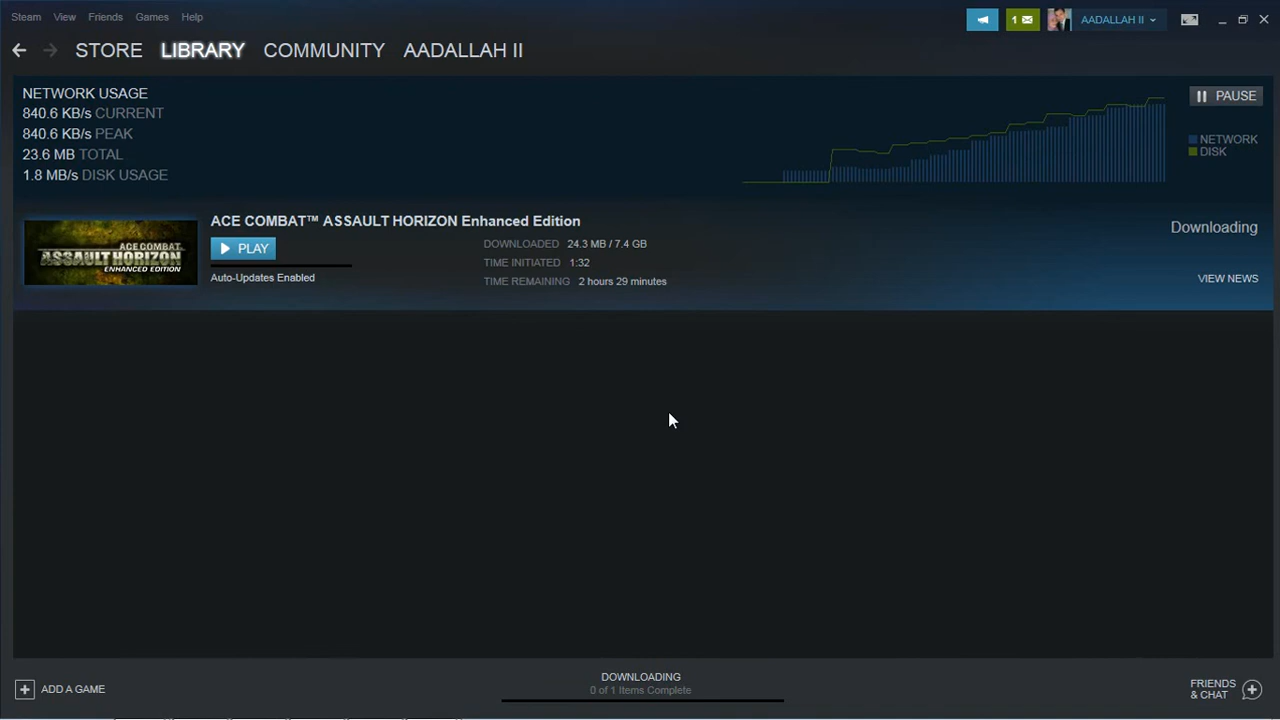 Steam View Friends Games Help
1 AADALLAH II
STORE LIBRARY COMMUNITY AADALLAH II
NETWORK USAGE
840.6 KB/s CURRENT
840.6 KB/s PEAK
23.6 MB TOTAL
1.8 MB/s DISK USAGE
PAUSE
NETWORK
DISK
ACE COMBAT
ASSAULT HORIZON
ENHANCED EDITION
ACE COMBAT™ ASSAULT HORIZON Enhanced Edition
PLAY
Auto-Updates Enabled
DOWNLOADED 24.3 MB / 7.4 GB
TIME INITIATED 1:32
TIME REMAINING 2 hours 29 minutes
Downloading
VIEW NEWS
ADD A GAME
DOWNLOADING
0 of 1 Items Complete
FRIENDS
& CHAT